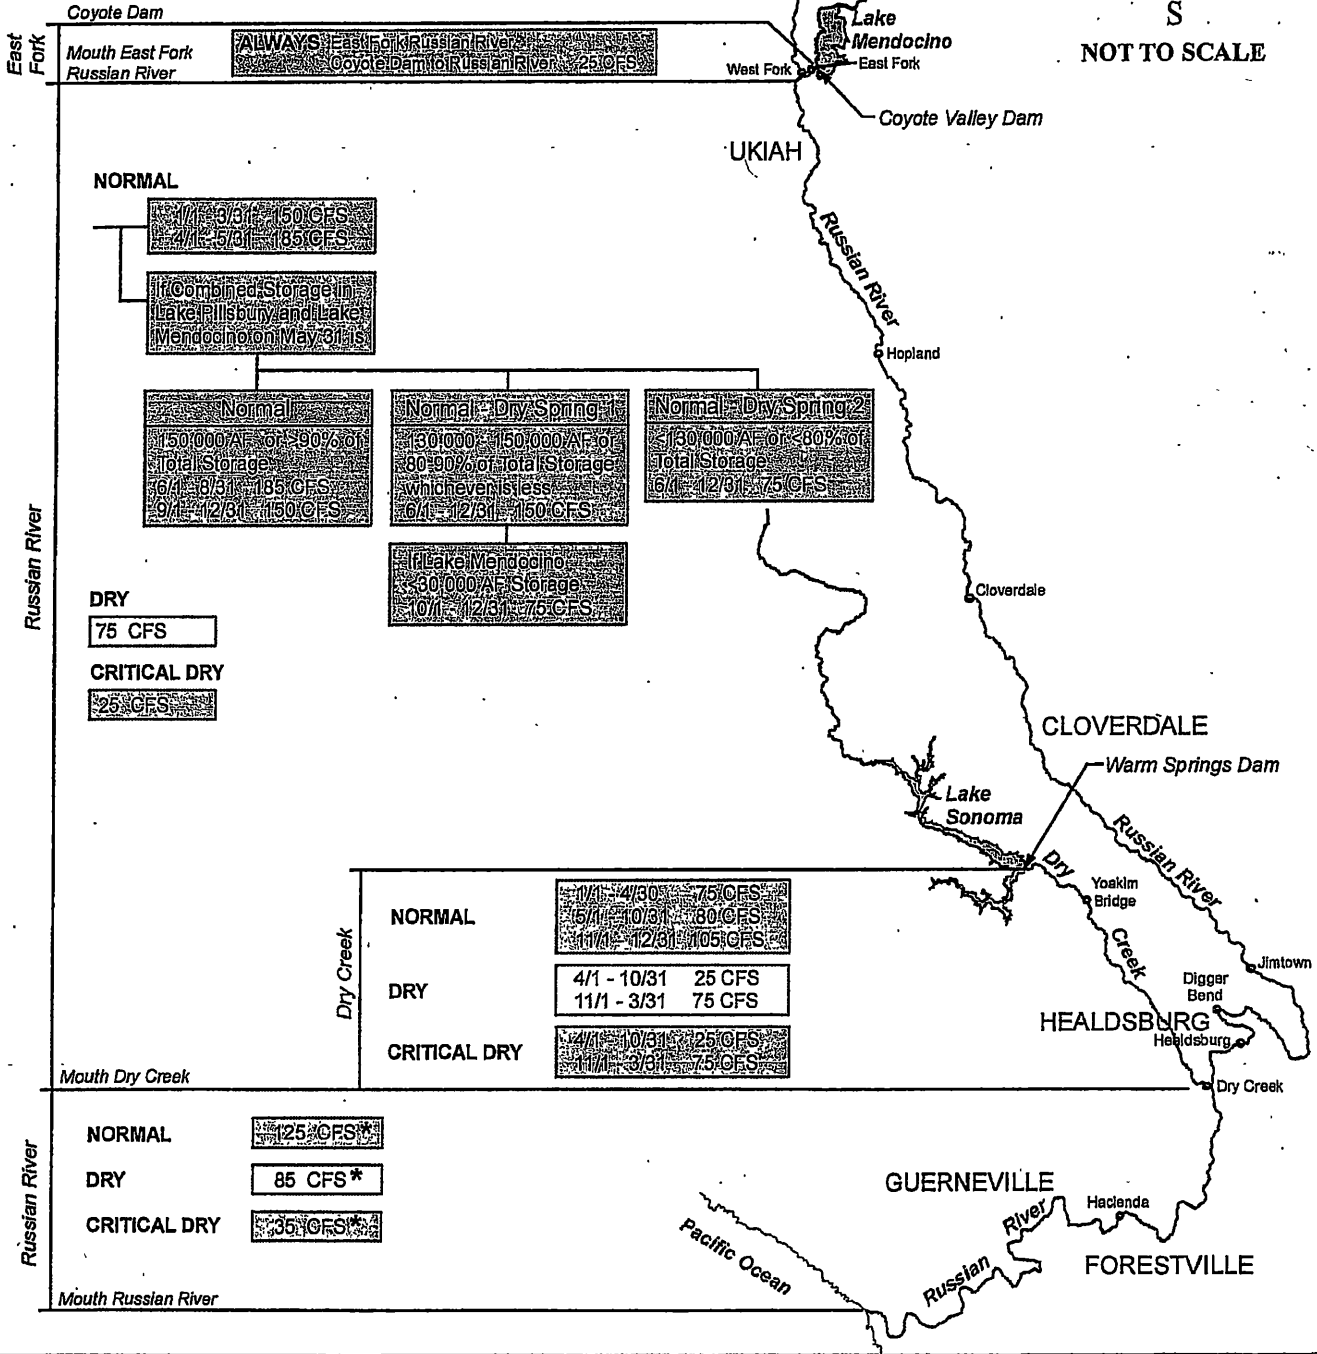 Coyote Dam
East Fork
Mouth East Fork
Russian River
ALWAYS East Fork Russian River
Coyote Dam to Russian River 25 CFS
Lake
Mendocino
West Fork
East Fork
S
NOT TO SCALE
Coyote Valley Dam
UKIAH
Russian River
Hopland
NORMAL
1/1 - 3/31 150 CFS
4/1 - 5/31 185 CFS
If Combined Storage in
Lake Pillsbury and Lake
Mendocino on May 31 is
Normal
150,000 AF or >90% of
Total Storage
6/1 - 8/31 185 CFS
9/1 - 12/31 150 CFS
Normal - Dry Spring 1
130,000 - 150,000 AF or
80-90% of Total Storage
whichever is less
6/1 - 12/31 150 CFS
If Lake Mendocino
<30,000 AF Storage
10/1 - 12/31 75 CFS
Normal - Dry Spring 2
<130,000 AF or <80% of
Total Storage
6/1 - 12/31 75 CFS
Russian River
DRY
75 CFS
CRITICAL DRY
25 CFS
Cloverdale
CLOVERDALE
Warm Springs Dam
Lake
Sonoma
Russian River
Dry Creek
Yoakim
Bridge
Jimtown
Digger
Bend
HEALDSBURG
Healdsburg
Dry Creek
Dry Creek
NORMAL
1/1 - 4/30 75 CFS
5/1 - 10/31 80 CFS
11/1 - 12/31 105 CFS
DRY
4/1 - 10/31 25 CFS
11/1 - 3/31 75 CFS
CRITICAL DRY
4/1 - 10/31 25 CFS
11/1 - 3/31 75 CFS
Mouth Dry Creek
Russian River
NORMAL
125 CFS*
DRY
85 CFS*
CRITICAL DRY
35 CFS*
Mouth Russian River
Pacific Ocean
GUERNEVILLE
Hacienda
Russian River
FORESTVILLE